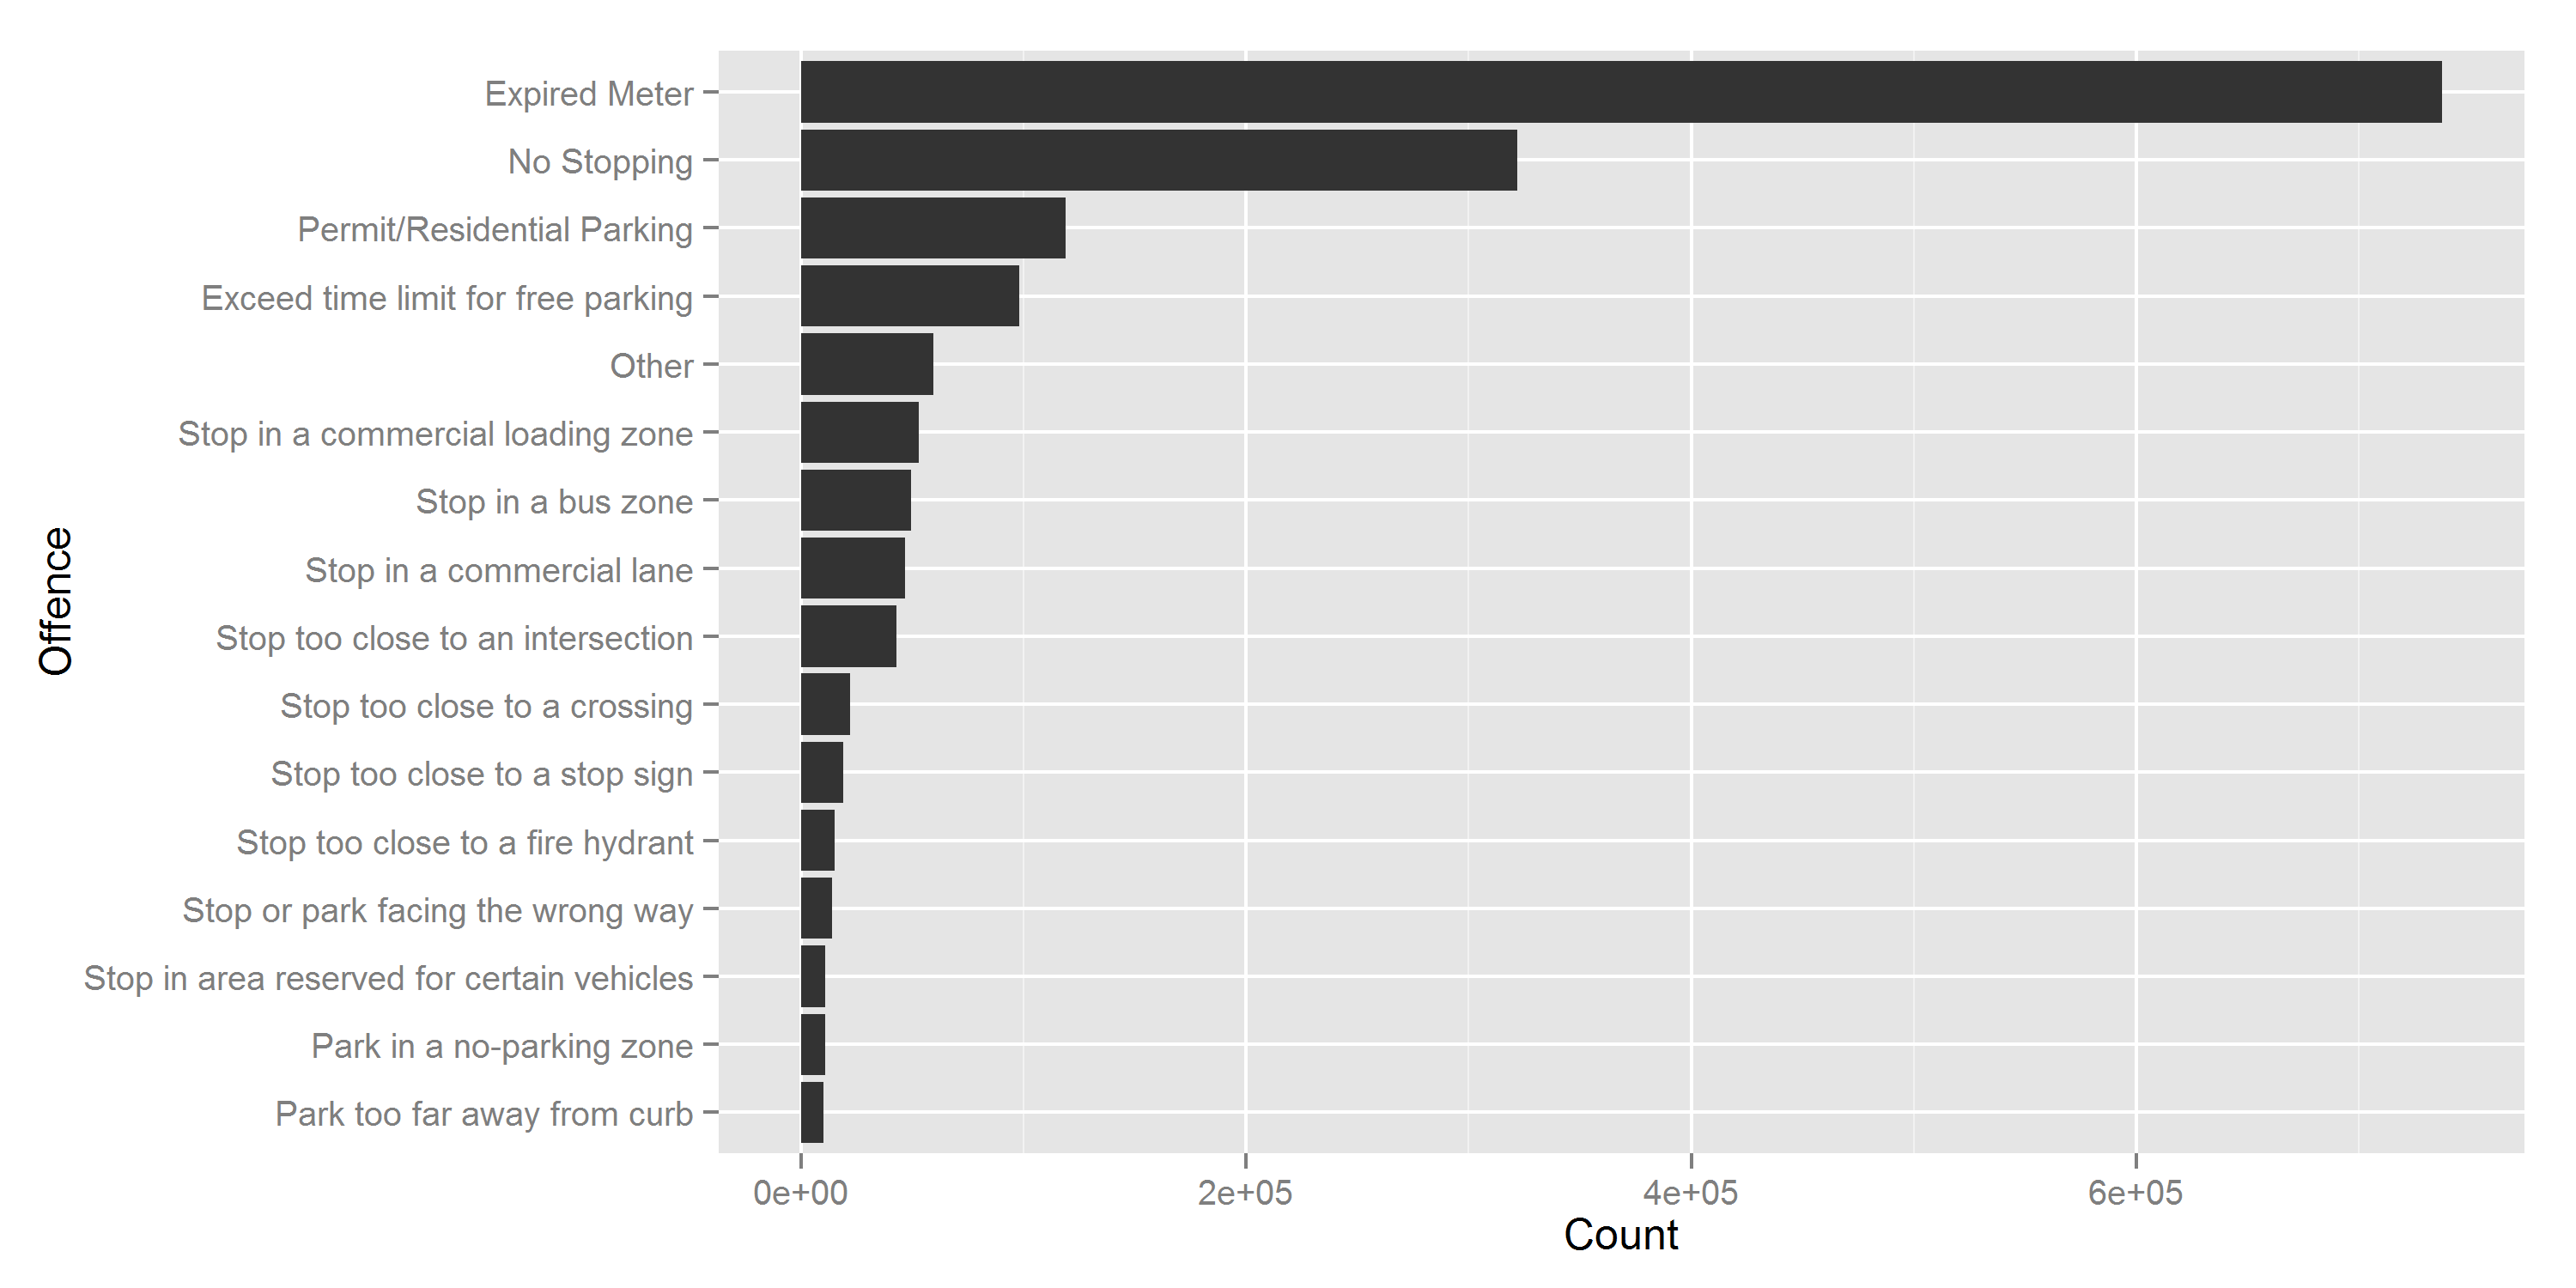 Expired Meter
No Stopping
Permit/Residential Parking
Exceed time limit for free parking
Other
Stop in a commercial loading zone
Stop in a bus zone
Stop in a commercial lane
Stop too close to an intersection
Stop too close to a crossing
Stop too close to a stop sign
Stop too close to a fire hydrant
Stop or park facing the wrong way
Stop in area reserved for certain vehicles
Park in a no-parking zone
Park too far away from curb
Offence
0e+00 2e+05 4e+05 6e+05
Count